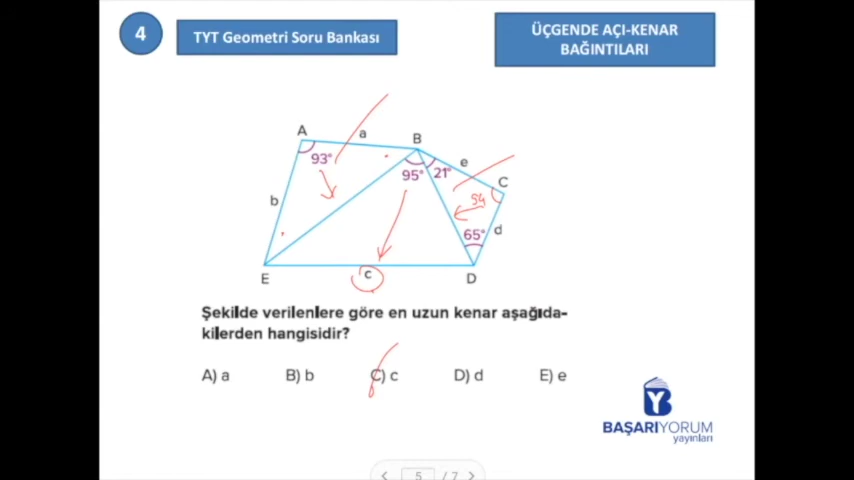 4
TYT Geometri Soru Bankası
ÜÇGENDE AÇI-KENAR
BAĞINTILARI
A
a
B
93°
e
95°
21°
C
b
94
65°
d
E
c
D
Şekilde verilenlere göre en uzun kenar aşağıda-
kilerden hangisidir?
A) a B) b C) c D) d E) e
BAŞARIYORUM
yayınları
5 / 7